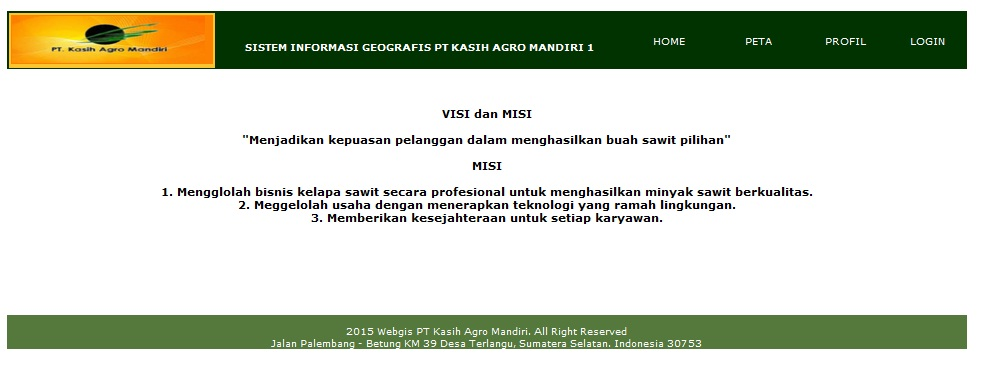 PT. Kasih Agro Mandiri
SISTEM INFORMASI GEOGRAFIS PT KASIH AGRO MANDIRI 1
HOME PETA PROFIL LOGIN
VISI dan MISI
"Menjadikan kepuasan pelanggan dalam menghasilkan buah sawit pilihan"
MISI
1. Mengglolah bisnis kelapa sawit secara profesional untuk menghasilkan minyak sawit berkualitas.
2. Meggelolah usaha dengan menerapkan teknologi yang ramah lingkungan.
3. Memberikan kesejahteraan untuk setiap karyawan.
2015 Webgis PT Kasih Agro Mandiri. All Right Reserved
Jalan Palembang - Betung KM 39 Desa Terlangu, Sumatera Selatan. Indonesia 30753